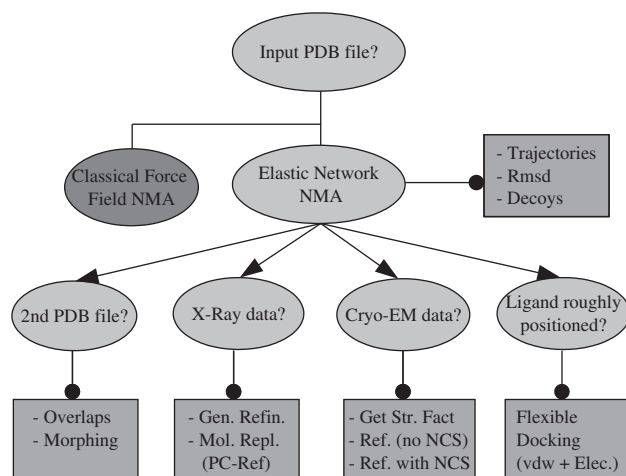 Input PDB file?
Classical Force
Field NMA
Elastic Network
NMA
- Trajectories
- Rmsd
- Decoys
2nd PDB file?
X-Ray data?
Cryo-EM data?
Ligand roughly
positioned?
- Overlaps
- Morphing
- Gen. Refin.
- Mol. Repl.
(PC-Ref)
- Get Str. Fact
- Ref. (no NCS)
- Ref. with NCS
Flexible
Docking
(vdw + Elec.)